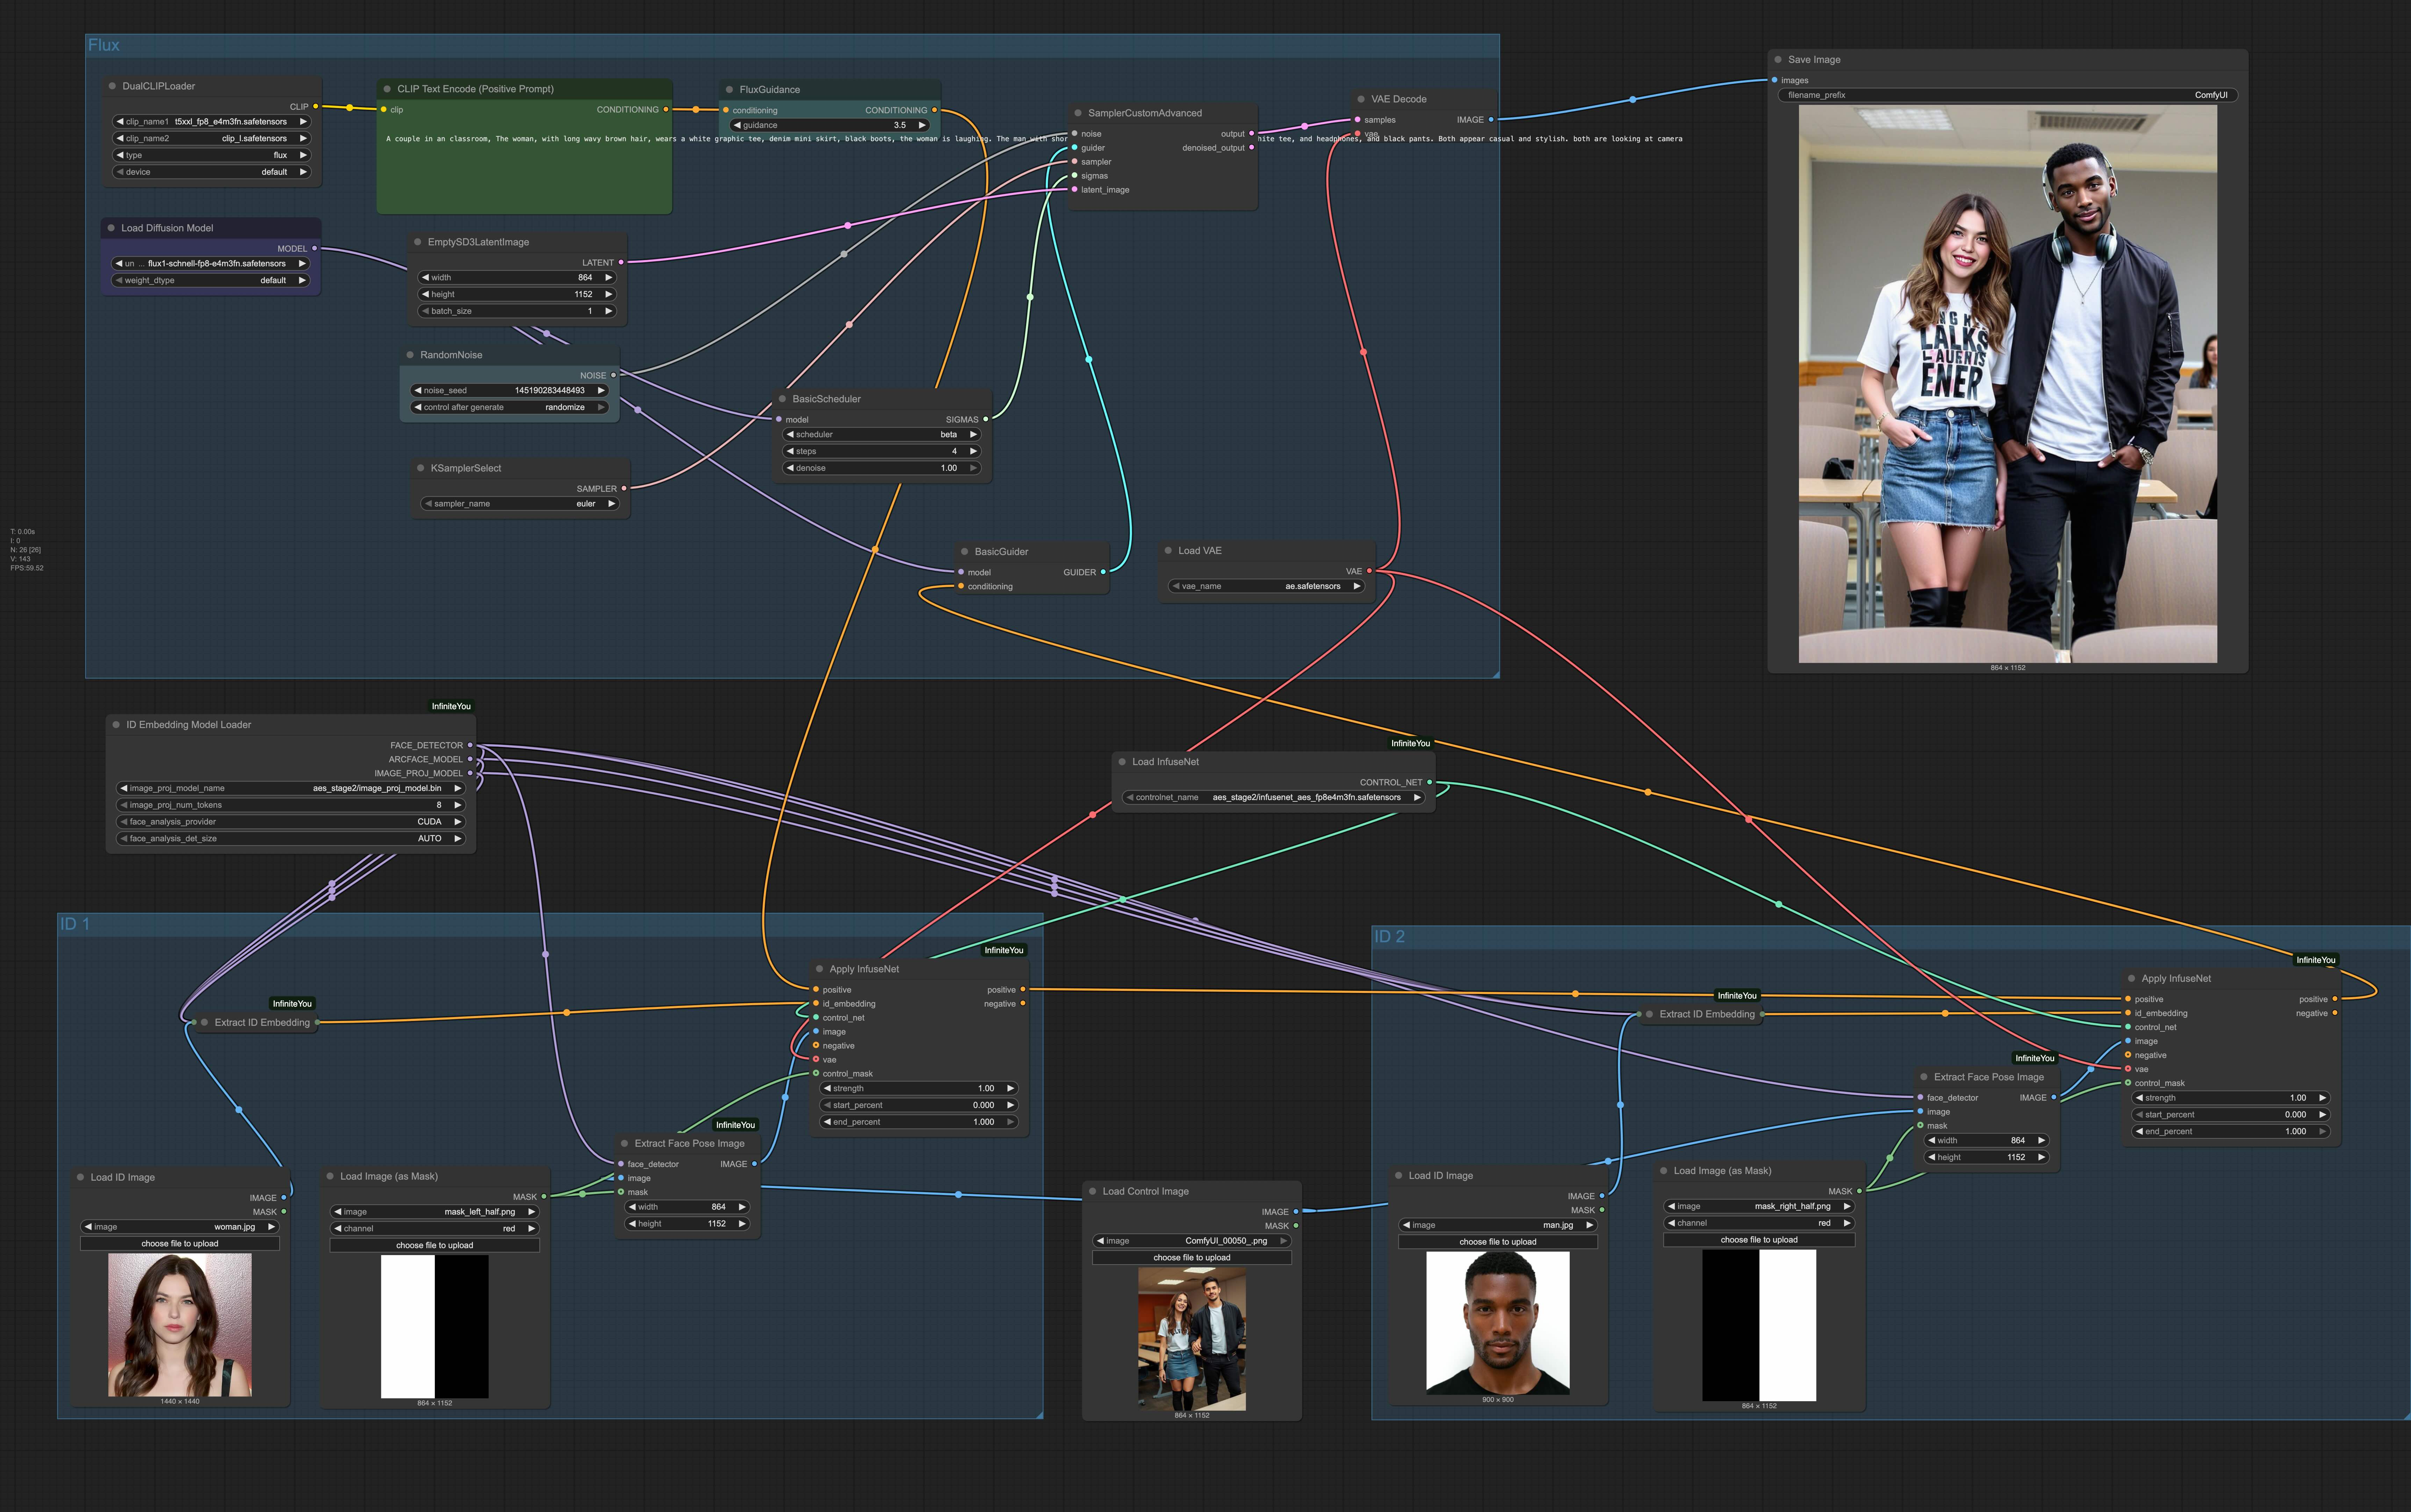 Flux
DualCLIPLoader
CLIP
clip_name1 t5xxl_fp8_e4m3fn.safetensors
clip_name2 clip_l.safetensors
type flux
device default
CLIP Text Encode (Positive Prompt)
clip CONDITIONING
A couple in an classroom, The woman, with long wavy brown hair, wears a white graphic tee, denim mini skirt, black boots, the woman is laughing. The man with shor
hite tee, and headphones, and black pants. Both appear casual and stylish. both are looking at camera
FluxGuidance
conditioning CONDITIONING
guidance 3.5
SamplerCustomAdvanced
noise output
guider denoised_output
sampler
sigmas
latent_image
VAE Decode
samples IMAGE
vae
Save Image
images
filename_prefix ComfyUI
LALKS
ENER
864 × 1152
Load Diffusion Model
MODEL
un ... flux1-schnell-fp8-e4m3fn.safetensors
weight_dtype default
EmptySD3LatentImage
LATENT
width 864
height 1152
batch_size 1
RandomNoise
NOISE
noise_seed 145190283448493
control after generate randomize
KSamplerSelect
SAMPLER
sampler_name euler
BasicScheduler
model SIGMAS
scheduler beta
steps 4
denoise 1.00
BasicGuider
model GUIDER
conditioning
Load VAE
VAE
vae_name ae.safetensors
T: 0.00s
I: 0
N: 26 [26]
V: 143
FPS:59.52
InfiniteYou
ID Embedding Model Loader
FACE_DETECTOR
ARCFACE_MODEL
IMAGE_PROJ_MODEL
image_proj_model_name aes_stage2/image_proj_model.bin
image_proj_num_tokens 8
face_analysis_provider CUDA
face_analysis_det_size AUTO
InfiniteYou
Load InfuseNet
CONTROL_NET
controlnet_name aes_stage2/infusenet_aes_fp8e4m3fn.safetensors
ID 1
InfiniteYou
Extract ID Embedding
InfiniteYou
Apply InfuseNet
positive positive
id_embedding negative
control_net
image
negative
vae
control_mask
strength 1.00
start_percent 0.000
end_percent 1.000
InfiniteYou
Extract Face Pose Image
face_detector IMAGE
image
mask
width 864
height 1152
Load ID Image
IMAGE
MASK
image woman.jpg
choose file to upload
1440 × 1440
Load Image (as Mask)
MASK
image mask_left_half.png
channel red
choose file to upload
864 × 1152
Load Control Image
IMAGE
MASK
image ComfyUI_00050_.png
choose file to upload
864 × 1152
ID 2
InfiniteYou
Extract ID Embedding
InfiniteYou
Apply InfuseNet
positive positive
id_embedding negative
control_net
image
negative
vae
control_mask
strength 1.00
start_percent 0.000
end_percent 1.000
InfiniteYou
Extract Face Pose Image
face_detector IMAGE
image
mask
width 864
height 1152
Load ID Image
IMAGE
MASK
image man.jpg
choose file to upload
900 × 900
Load Image (as Mask)
MASK
image mask_right_half.png
channel red
choose file to upload
864 × 1152